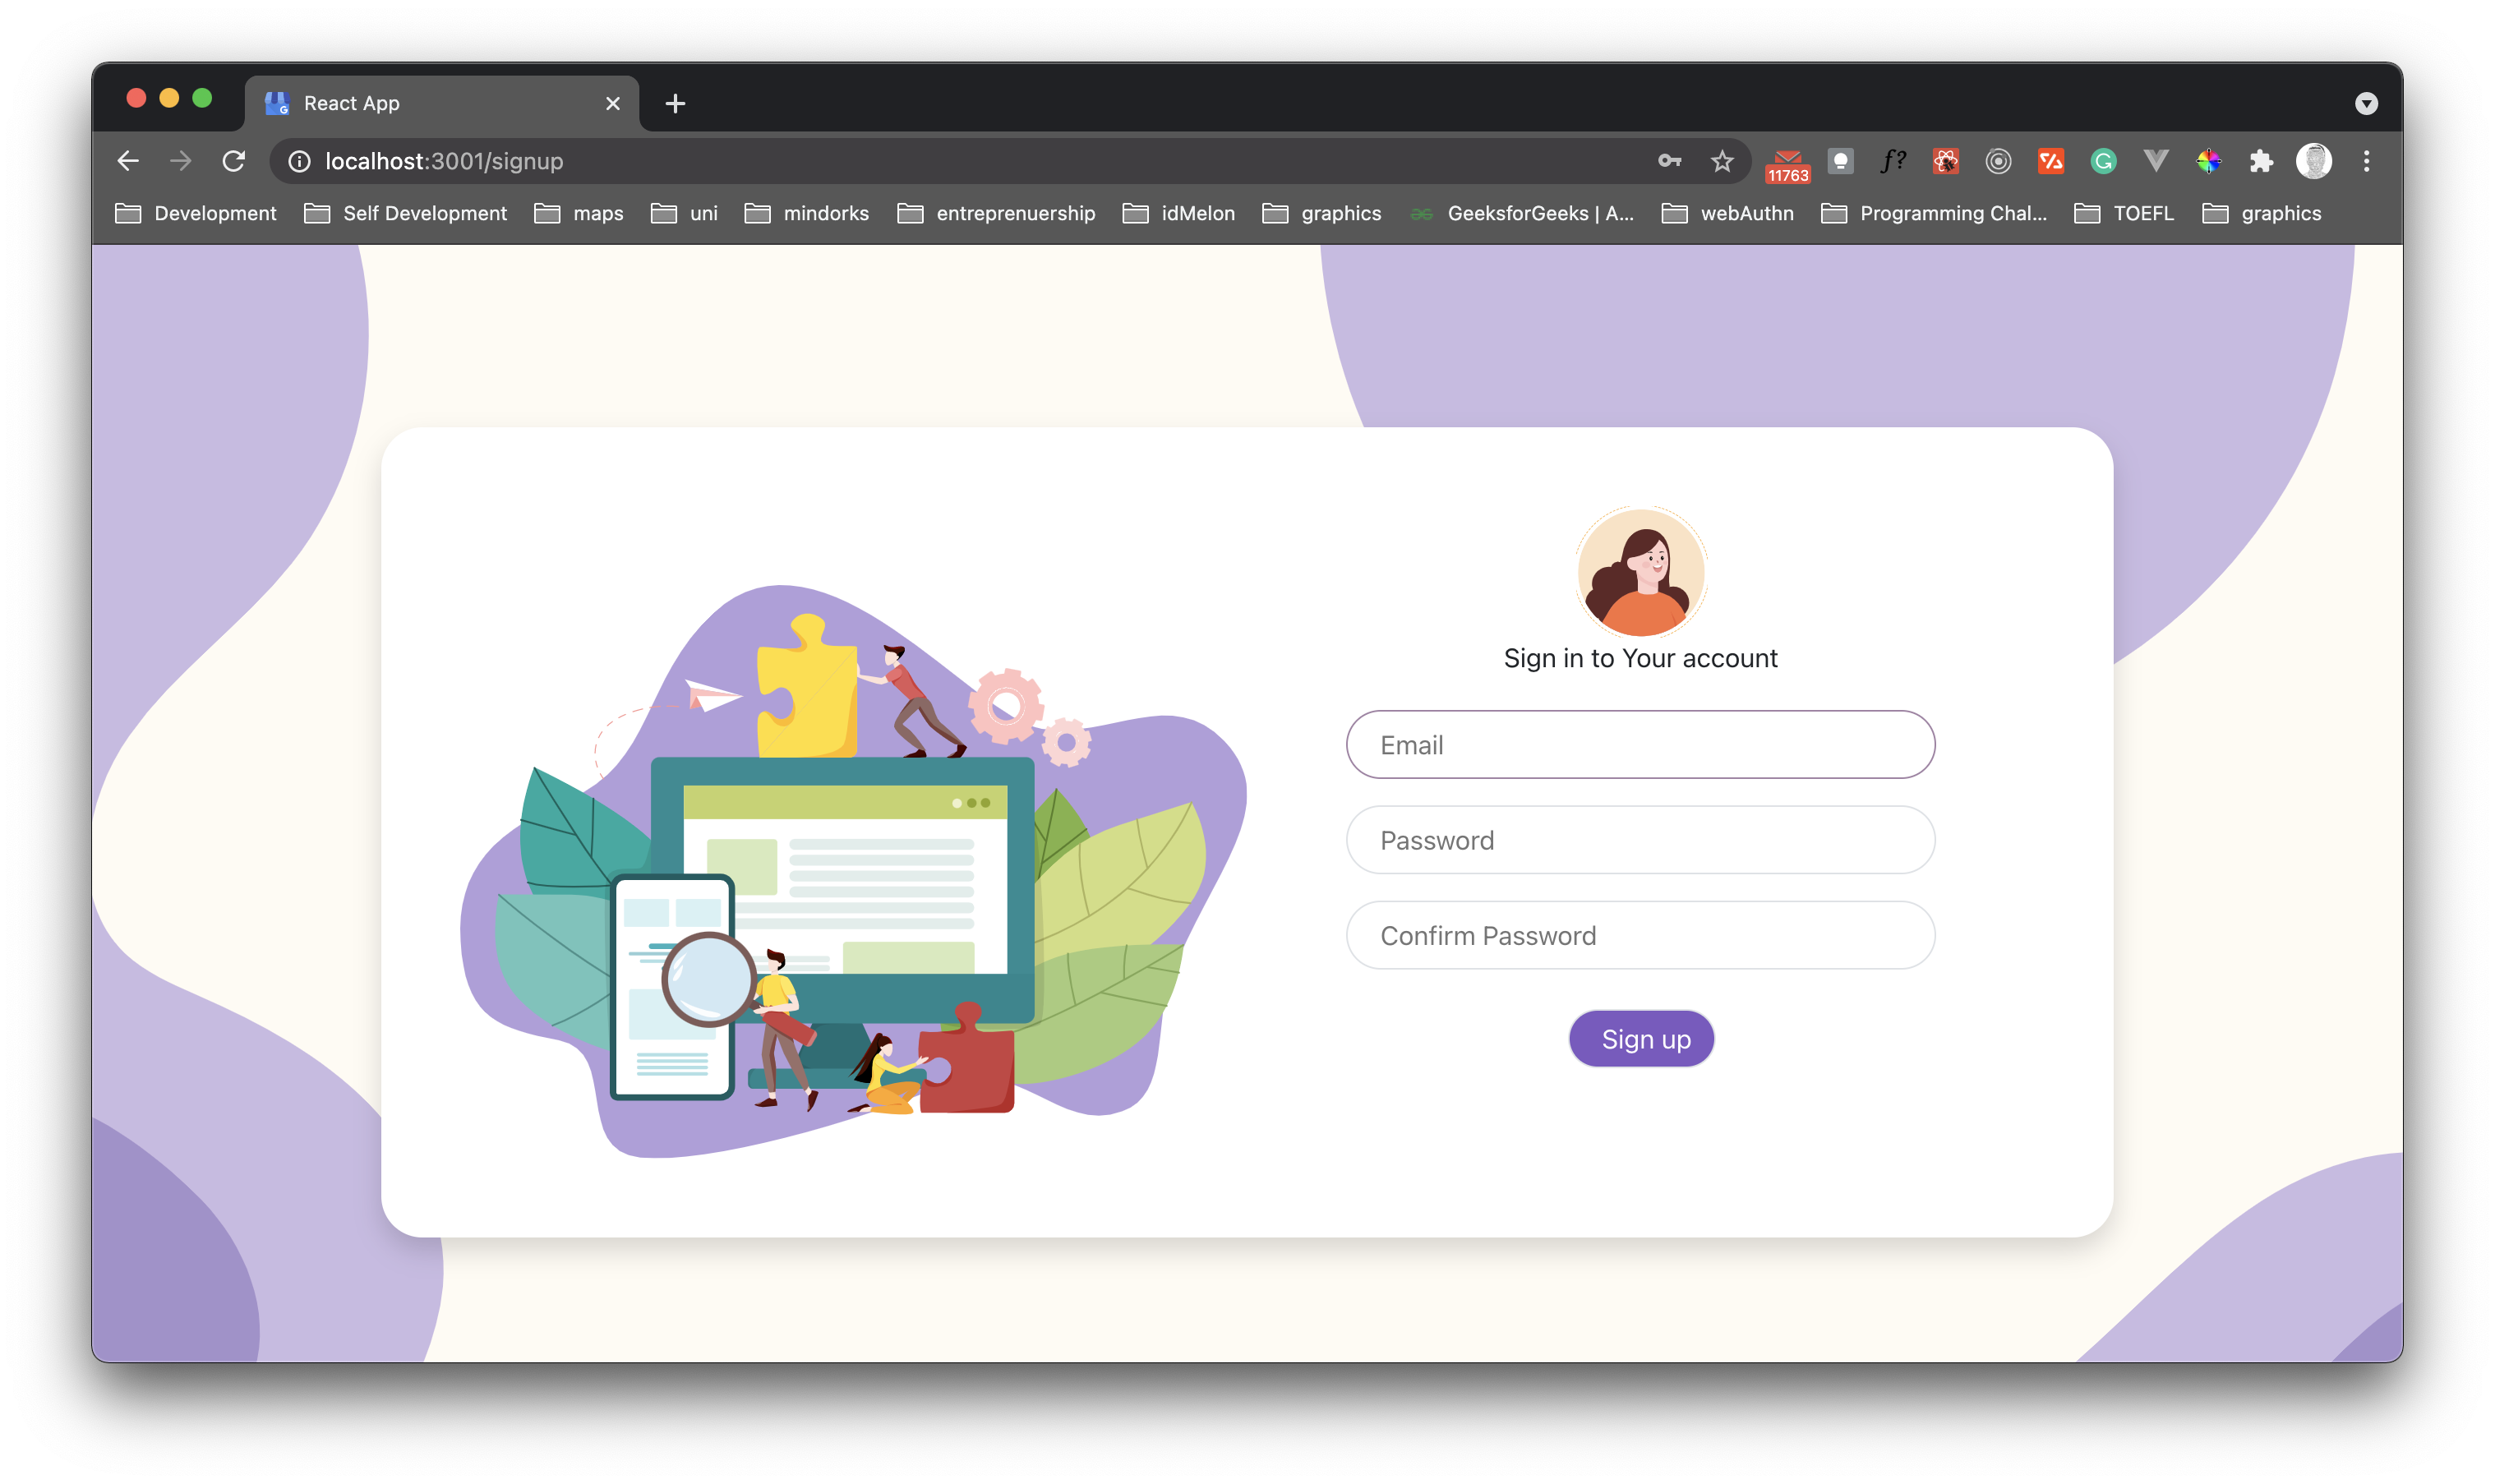 React App
localhost:3001/signup
11763
f?
Development Self Development maps uni mindorks entreprenuership idMelon graphics GeeksforGeeks | A... webAuthn Programming Chal... TOEFL graphics
Sign in to Your account
Email
Password
Confirm Password
Sign up